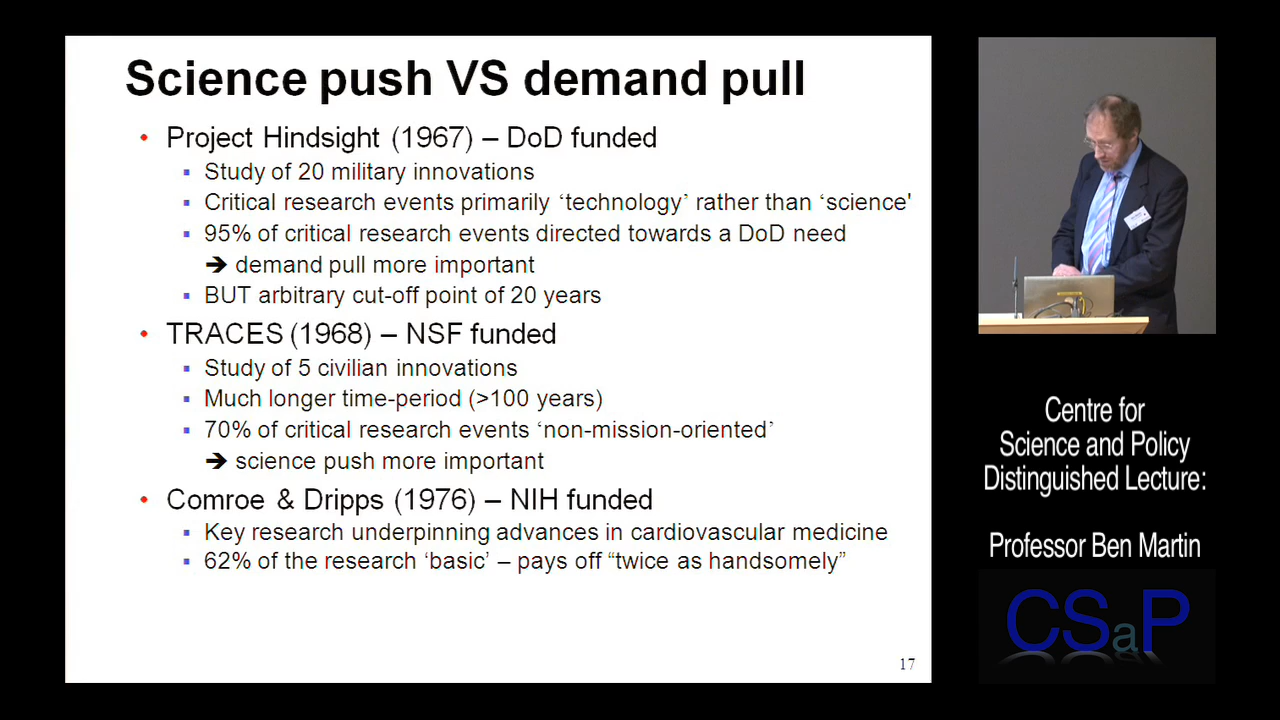 Science push VS demand pull
• Project Hindsight (1967) – DoD funded
▪ Study of 20 military innovations
▪ Critical research events primarily ‘technology’ rather than ‘science'
▪ 95% of critical research events directed towards a DoD need
➔ demand pull more important
▪ BUT arbitrary cut-off point of 20 years
• TRACES (1968) – NSF funded
▪ Study of 5 civilian innovations
▪ Much longer time-period (>100 years)
▪ 70% of critical research events ‘non-mission-oriented’
➔ science push more important
• Comroe & Dripps (1976) – NIH funded
▪ Key research underpinning advances in cardiovascular medicine
▪ 62% of the research ‘basic’ – pays off “twice as handsomely”
17
Centre for
Science and Policy
Distinguished Lecture:
Professor Ben Martin
CSaP